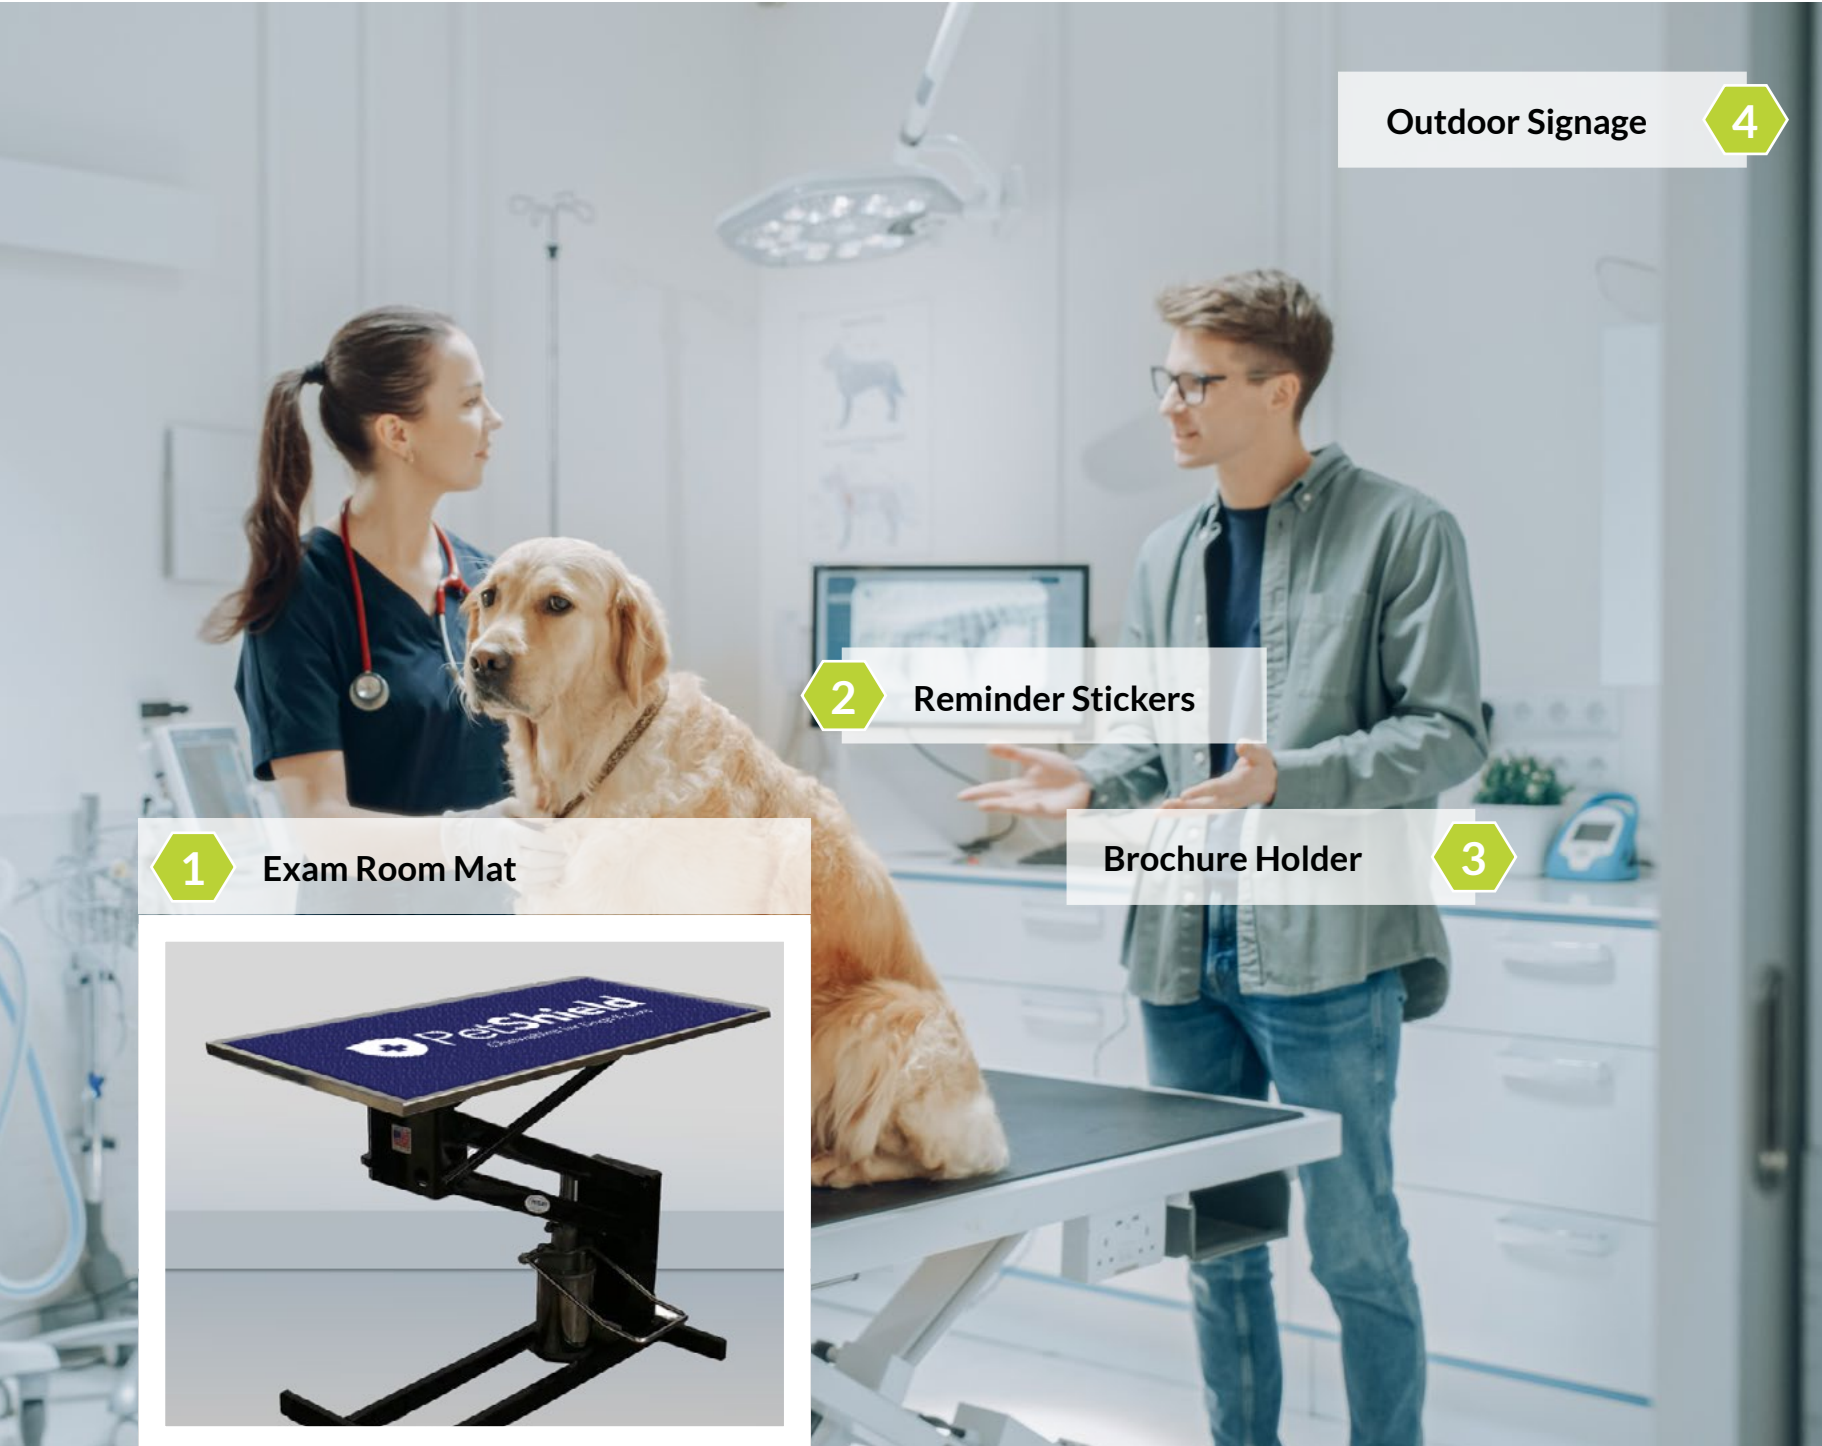 Outdoor Signage
4
2
Reminder Stickers
1
Exam Room Mat
Brochure Holder
3
PetShield